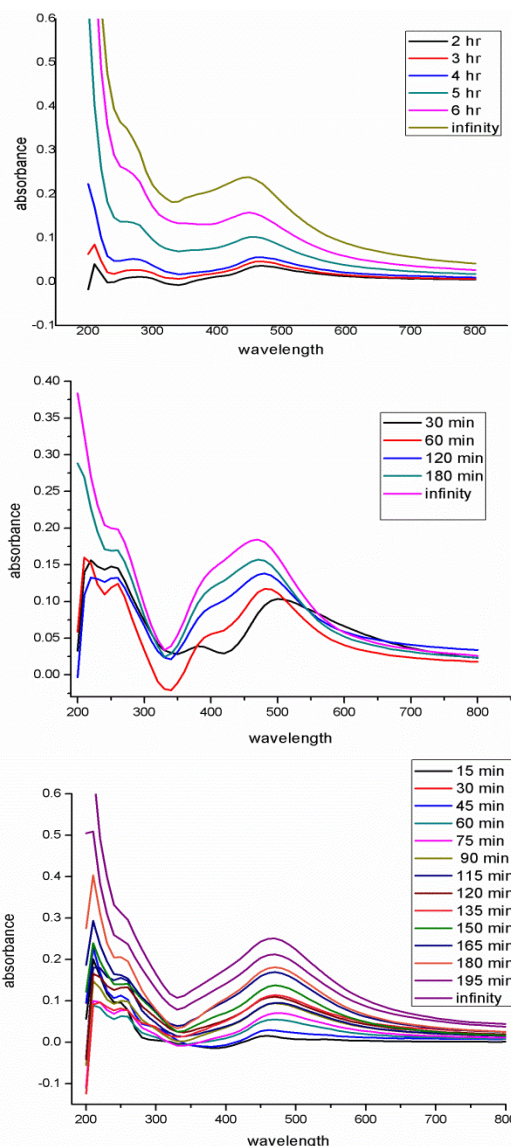 0.6
0.5
0.4
0.3
0.2
0.1
0.0
-0.1
absorbance
2 hr
3 hr
4 hr
5 hr
6 hr
infinity
200 300 400 500 600 700 800
wavelength
0.40
0.35
0.30
0.25
0.20
0.15
0.10
0.05
0.00
absorbance
30 min
60 min
120 min
180 min
infinity
200 300 400 500 600 700 800
wavelength
0.6
0.5
0.4
0.3
0.2
0.1
0.0
-0.1
absorbance
15 min
30 min
45 min
60 min
75 min
90 min
115 min
120 min
135 min
150 min
165 min
180 min
195 min
infinity
200 300 400 500 600 700 800
wavelength